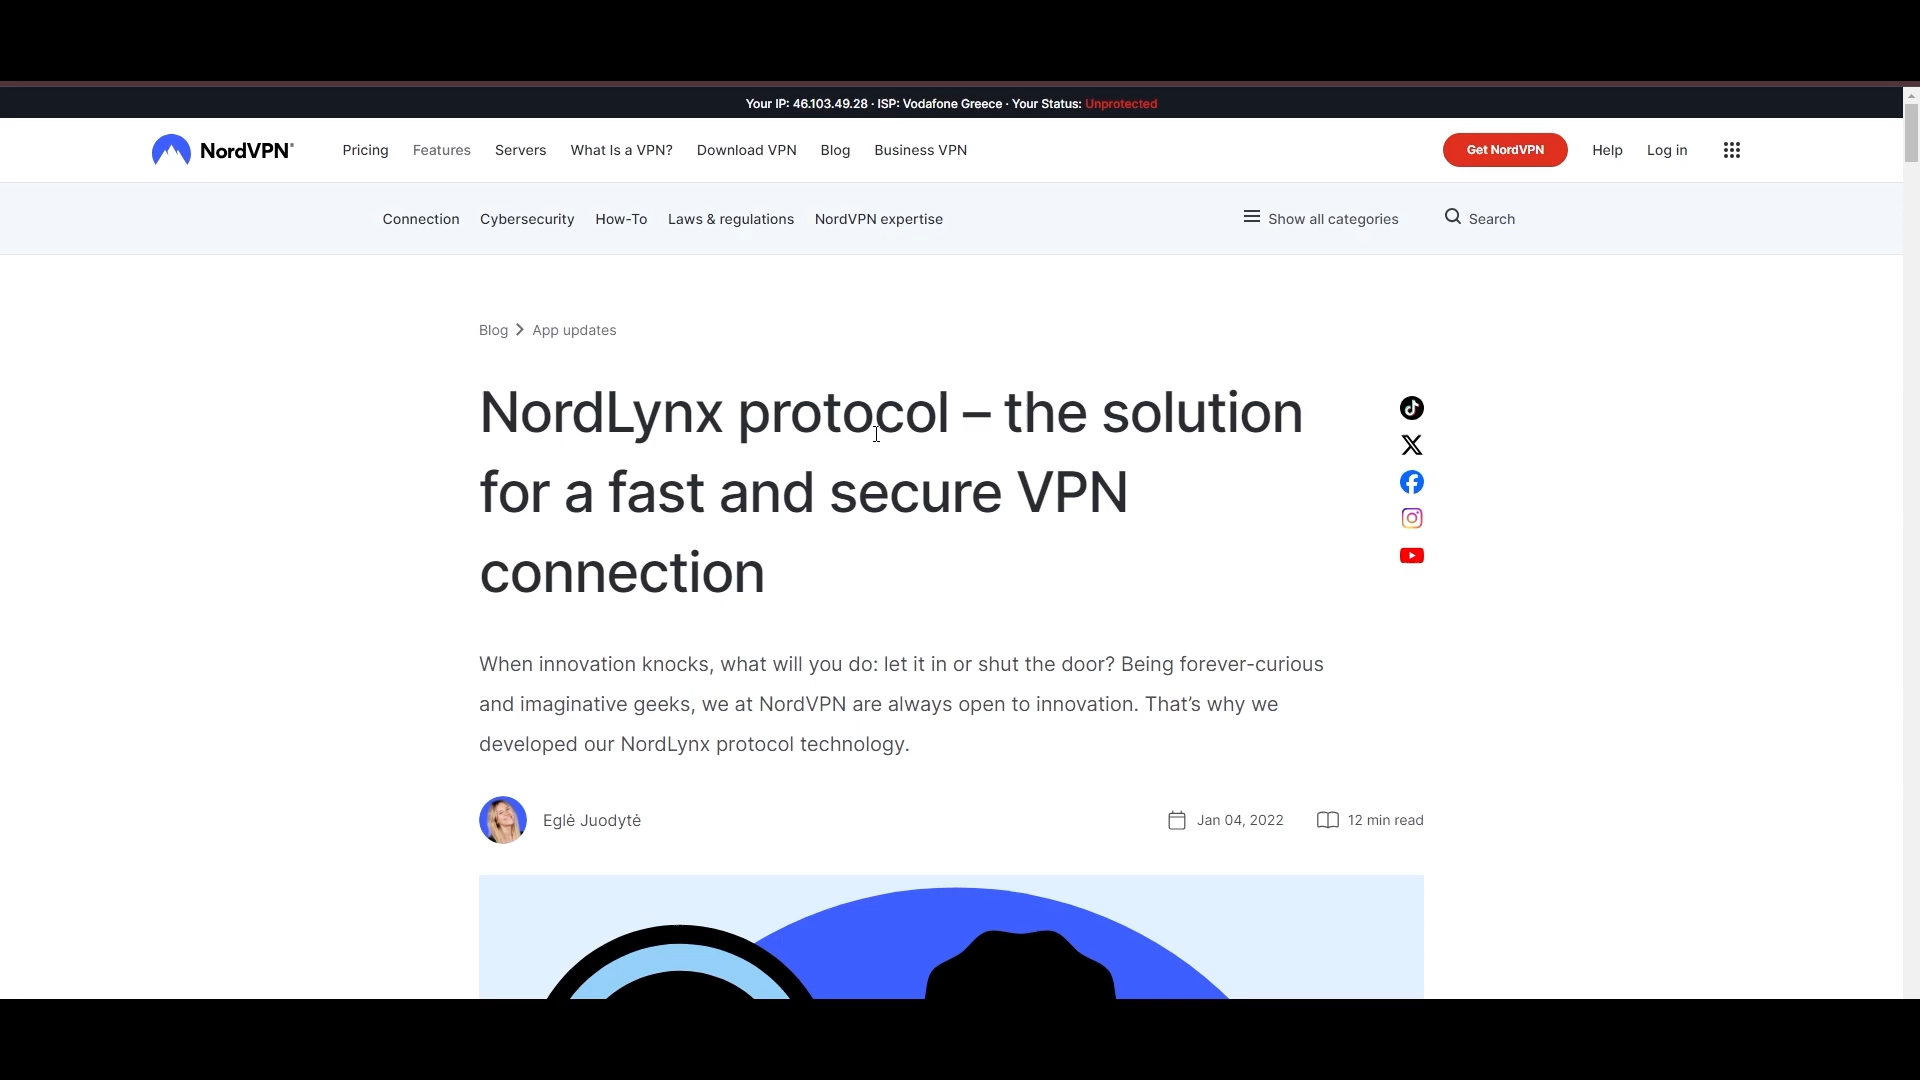 Your IP: 46.103.49.28 · ISP: Vodafone Greece · Your Status: Unprotected
NordVPN®
Pricing Features Servers What Is a VPN? Download VPN Blog Business VPN
Get NordVPN Help Log in
Connection Cybersecurity How-To Laws & regulations NordVPN expertise
Show all categories Search
Blog App updates
NordLynx protocol – the solution
for a fast and secure VPN
connection
When innovation knocks, what will you do: let it in or shut the door? Being forever-curious
and imaginative geeks, we at NordVPN are always open to innovation. That’s why we
developed our NordLynx protocol technology.
Eglė Juodytė
Jan 04, 2022 12 min read